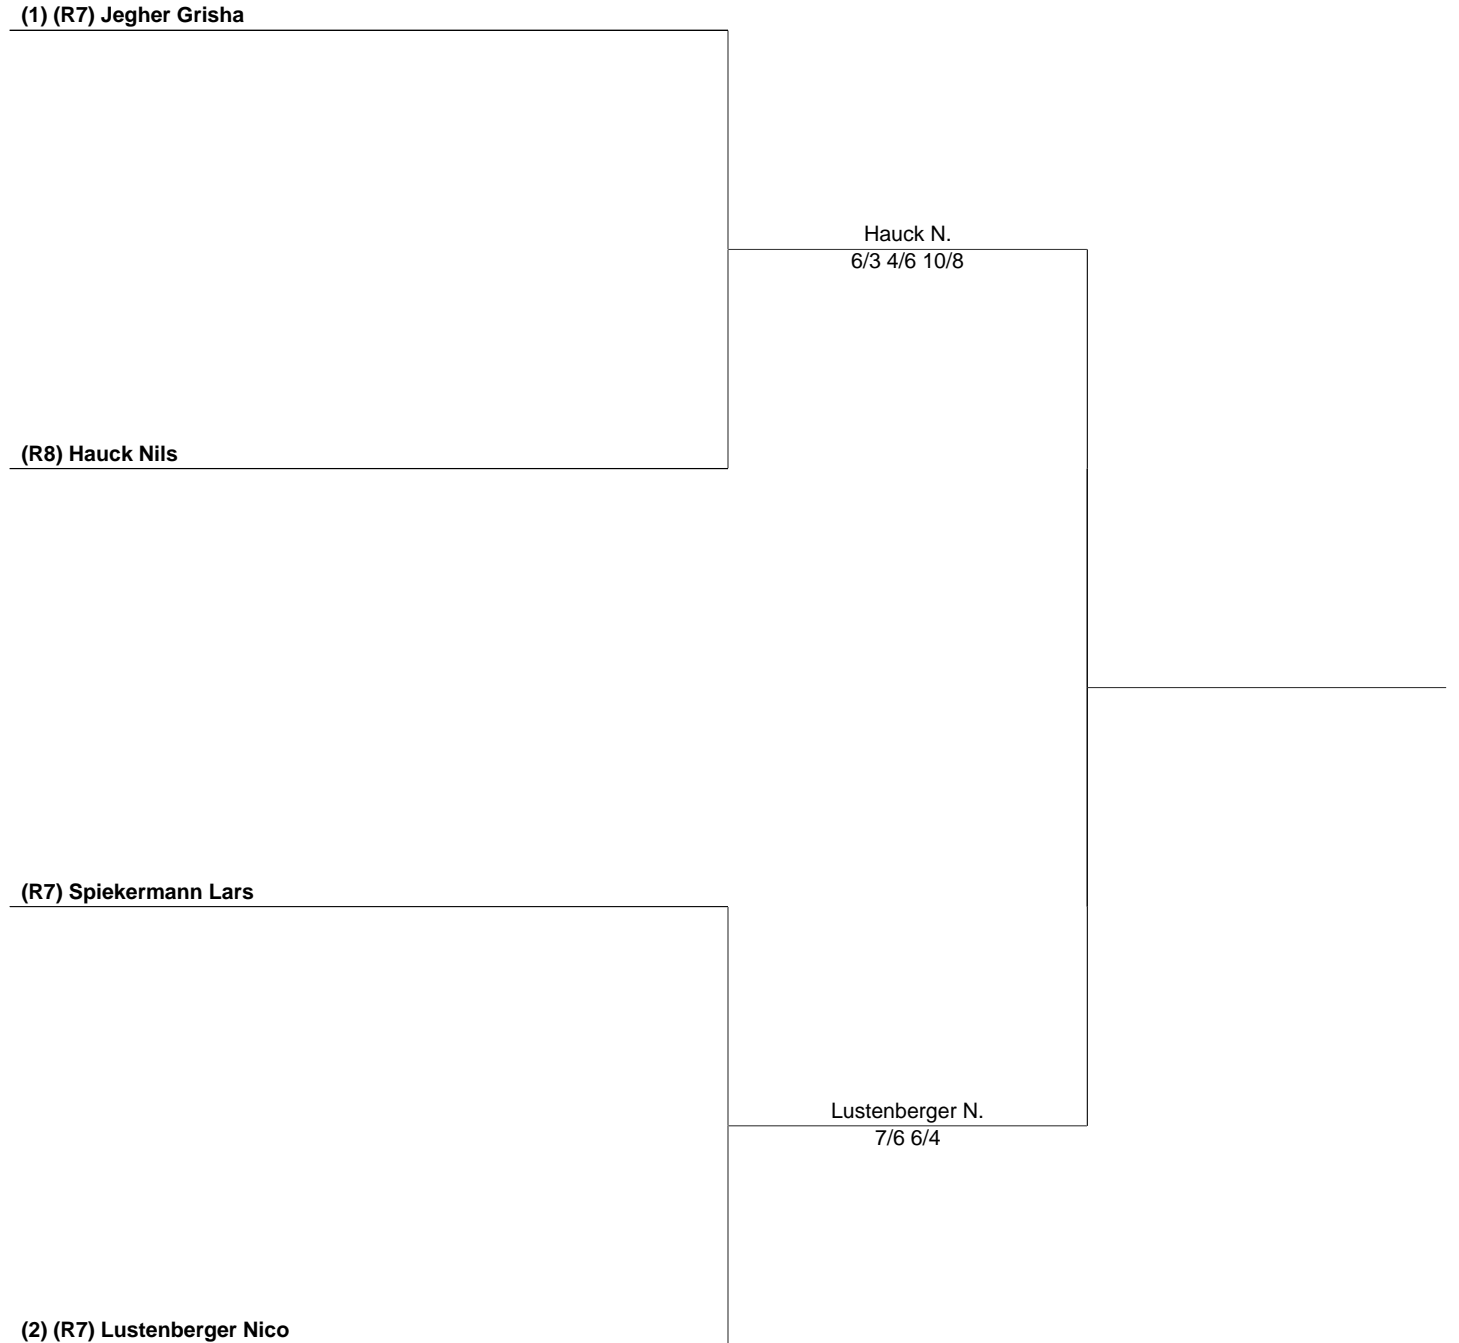 (1) (R7) Jegher Grisha
Hauck N.
6/3 4/6 10/8
(R8) Hauck Nils
(R7) Spiekermann Lars
Lustenberger N.
7/6 6/4
(2) (R7) Lustenberger Nico